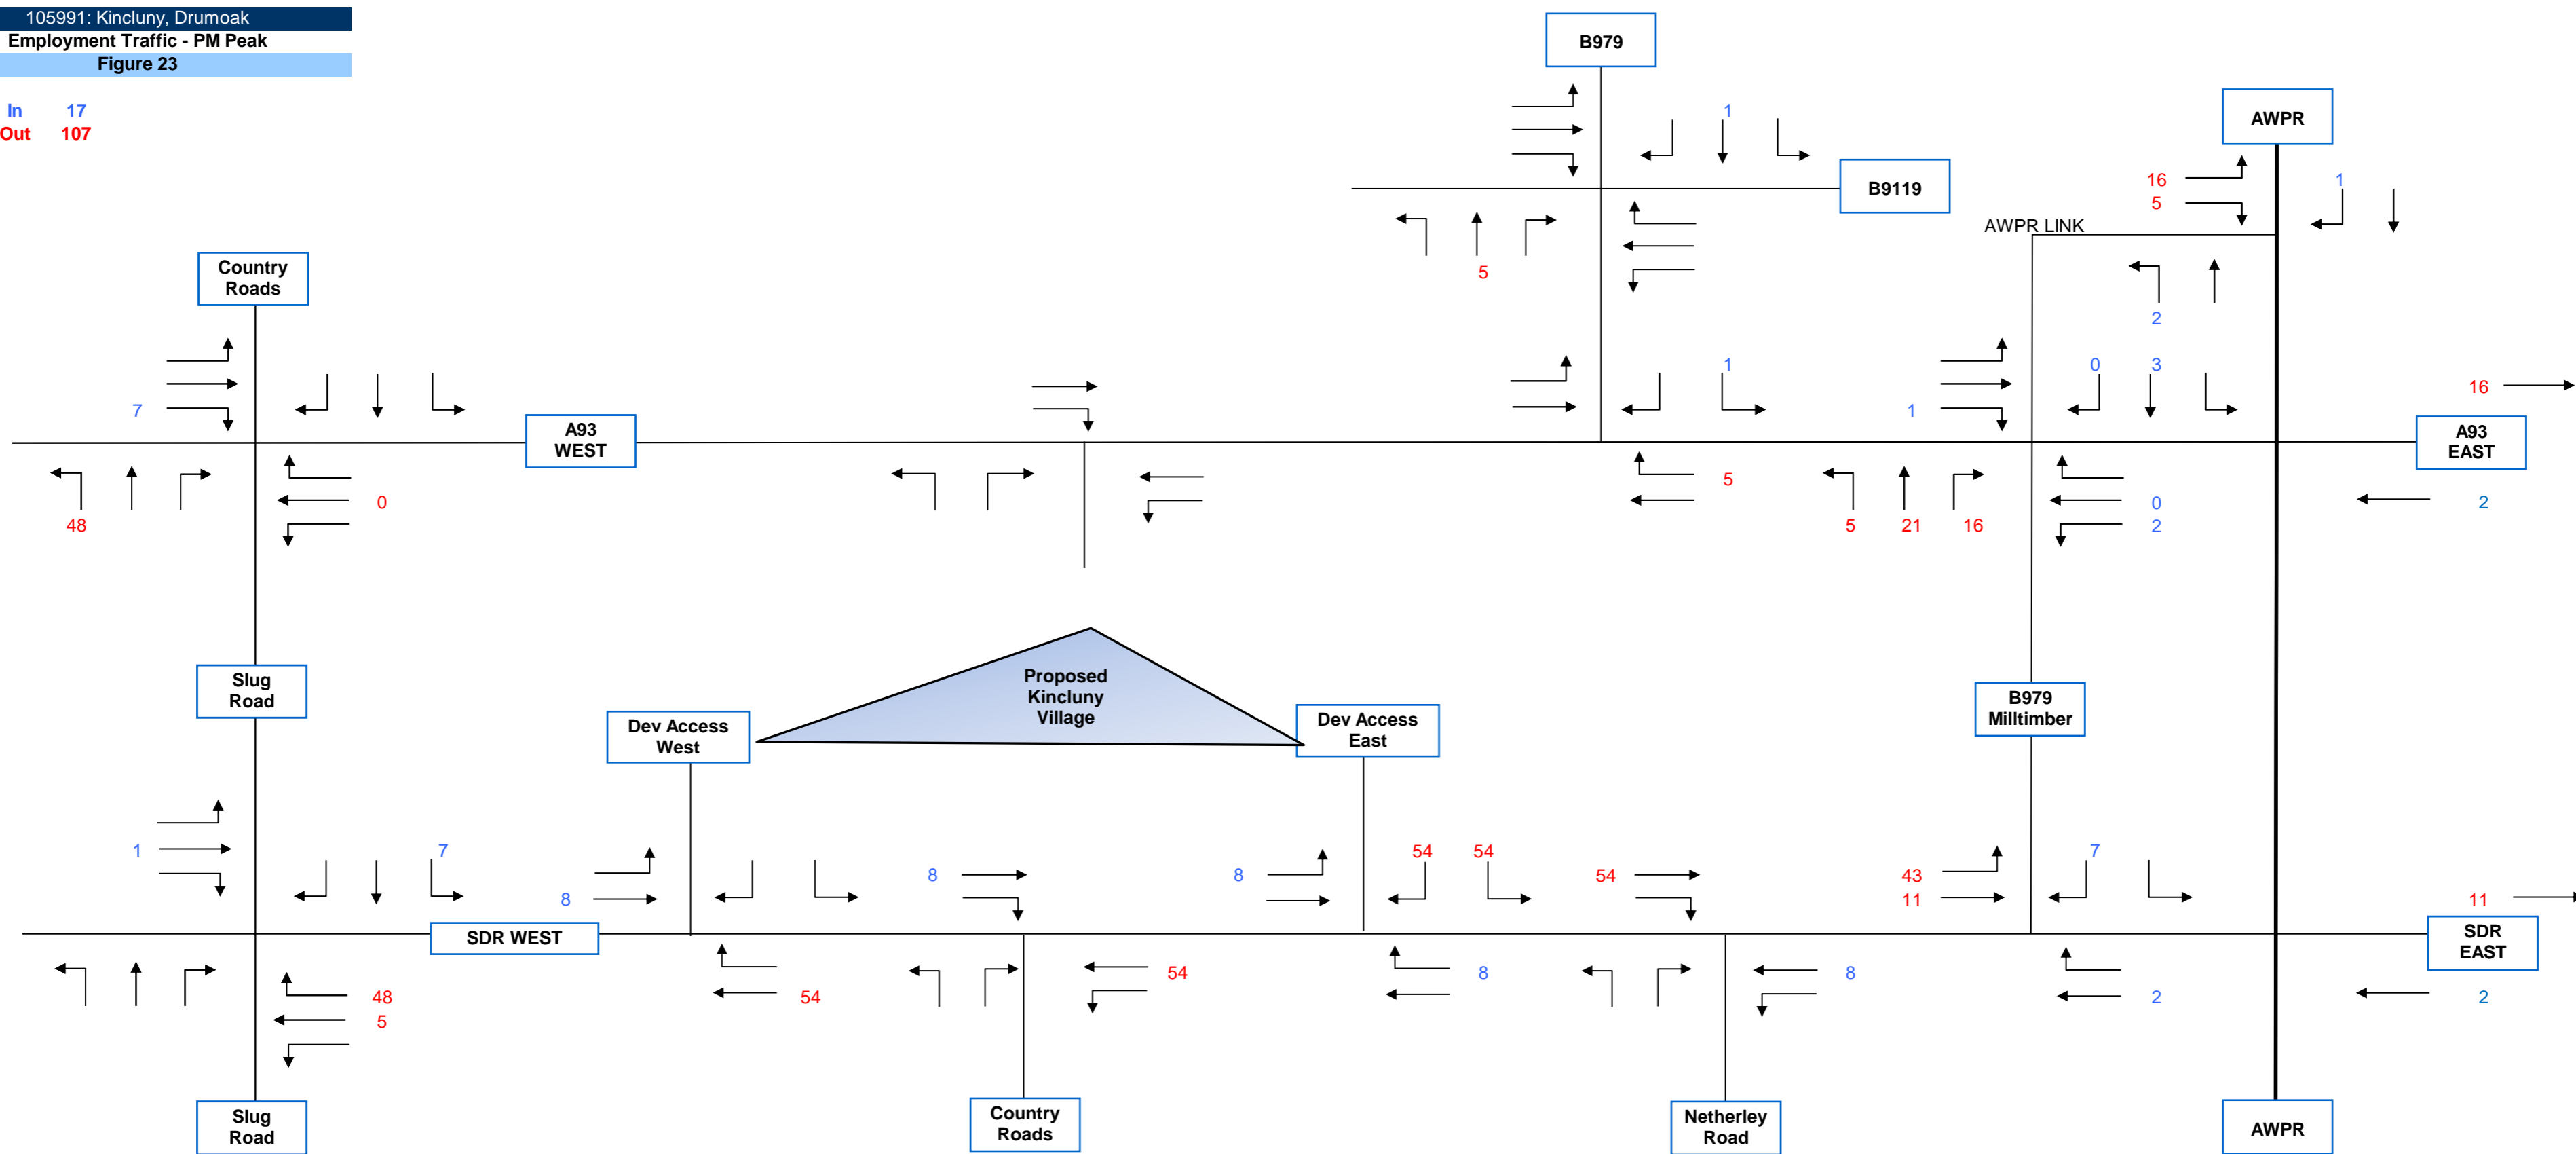 105991: Kincluny, Drumoak
Employment Traffic - PM Peak
Figure 23
In 17
Out 107
B979
AWPR
1
B9119
16
5
1
AWPR LINK
5
Country
Roads
2
7
1
1
0 3
16
A93
WEST
A93
EAST
48
0
5
5 21 16
0
2
2
Slug
Road
Proposed
Kincluny
Village
Dev Access
West
Dev Access
East
B979
Milltimber
1
7
8
8
8
54 54
54
43
11
7
11
SDR WEST
SDR
EAST
48
5
54
54
8
8
2
2
Slug
Road
Country
Roads
Netherley
Road
AWPR